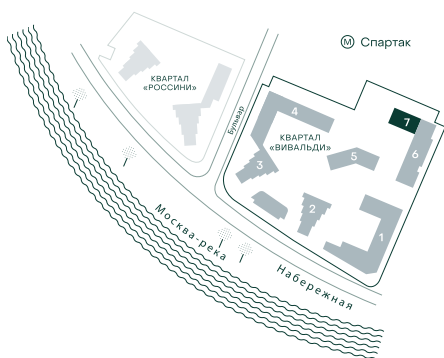 М Спартак
КВАРТАЛ
«РОССИНИ»
Бульвар
4
7
КВАРТАЛ
«ВИВАЛЬДИ»
5
6
3
2
1
Москва-река
Набережная